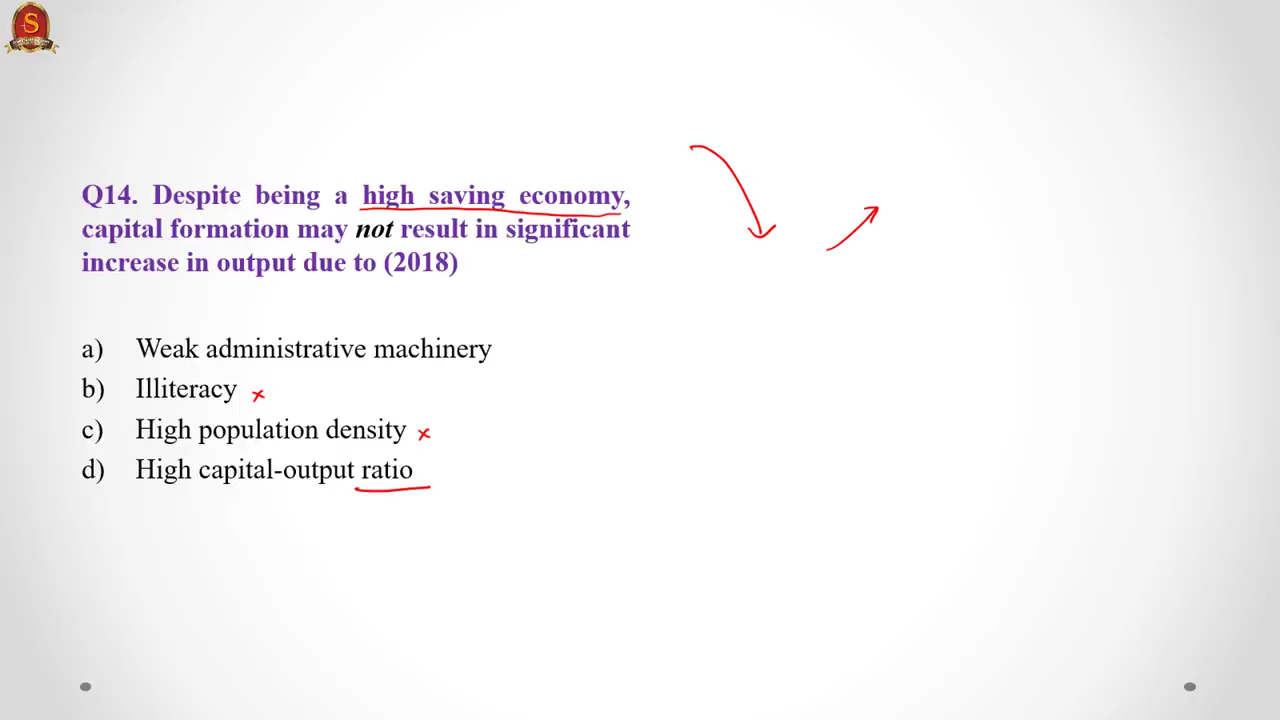 S
Q14. Despite being a high saving economy,
capital formation may not result in significant
increase in output due to (2018)
a) Weak administrative machinery
b) Illiteracy
c) High population density
d) High capital-output ratio